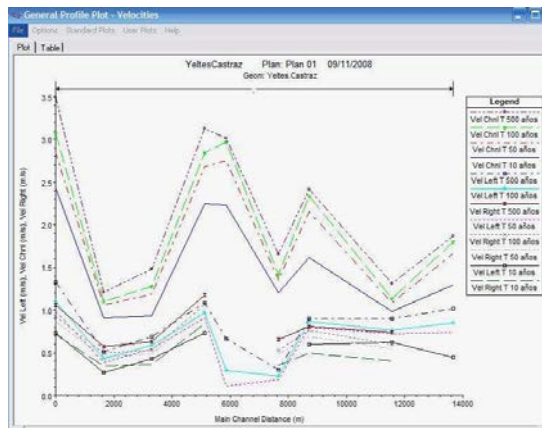 General Profile Plot - Velocities
File Options Standard Plots User Plots Help
Plot Table
YeltesCastraz Plan: Plan 01 09/11/2008
Geom: Yeltes.Castraz
Vel Left (m/s), Vel Chnl (m/s), Vel Right (m/s)
3.5
3.0
2.5
2.0
1.5
1.0
0.5
0.0
0
2000
4000
6000
8000
10000
12000
14000
Main Channel Distance (m)
Legend
Vel Chnl T 500 años
Vel Chnl T 100 años
Vel Chnl T 50 años
Vel Chnl T 10 años
Vel Left T 500 años
Vel Left T 100 años
Vel Right T 500 años
Vel Left T 50 años
Vel Right T 100 años
Vel Right T 50 años
Vel Left T 10 años
Vel Right T 10 años